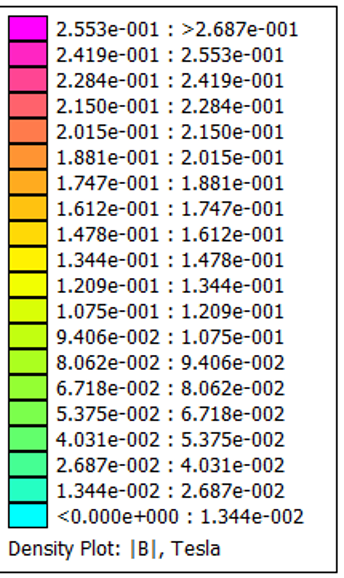 2.553e-001 : >2.687e-001
2.419e-001 : 2.553e-001
2.284e-001 : 2.419e-001
2.150e-001 : 2.284e-001
2.015e-001 : 2.150e-001
1.881e-001 : 2.015e-001
1.747e-001 : 1.881e-001
1.612e-001 : 1.747e-001
1.478e-001 : 1.612e-001
1.344e-001 : 1.478e-001
1.209e-001 : 1.344e-001
1.075e-001 : 1.209e-001
9.406e-002 : 1.075e-001
8.062e-002 : 9.406e-002
6.718e-002 : 8.062e-002
5.375e-002 : 6.718e-002
4.031e-002 : 5.375e-002
2.687e-002 : 4.031e-002
1.344e-002 : 2.687e-002
<0.000e+000 : 1.344e-002
Density Plot: |B|, Tesla